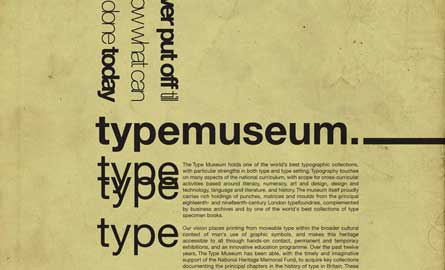 ver put off till
ow what can
done today
typemuseum.
type
type
type
The Type Museum holds one of the world's best typographic collections,
with particular strengths in both type and type setting. Typography touches
on many aspects of the national curriculum, with scope for cross-curricular
activities based around literacy, numeracy, art and design, design and
technology, language and literature, and history. The museum itself proudly
carries rich holdings of punches, matrices and moulds from the principal
eighteenth- and nineteenth-century London typefoundries, complemented
by business archives and by one of the world's best collections of type
specimen books.
Our vision places printing from moveable type within the broader cultural
context of man's use of graphic symbols, and makes this heritage
accessible to all through hands-on contact, permanent and temporary
exhibitions, and an innovative education programme. Over the past twelve
years, The Type Museum has been able, with the timely and imaginative
support of the National Heritage Memorial Fund, to acquire key collections
documenting the principal chapters in the history of type in Britain. These